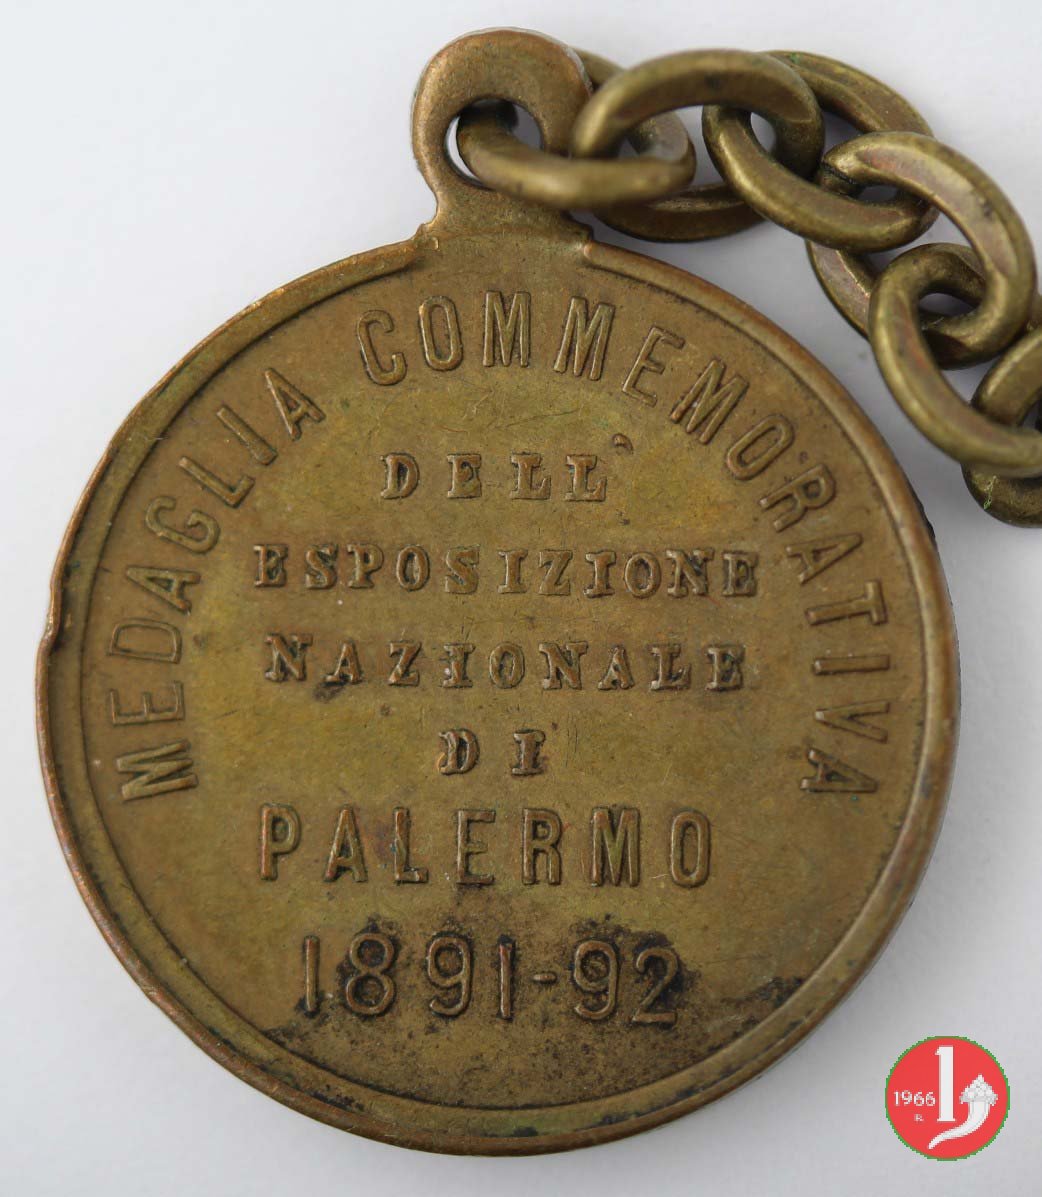 MEDAGLIA COMMEMORATIVA
DELL'
ESPOSIZIONE
NAZIONALE
DI
PALERMO
1891-92
1966
R.